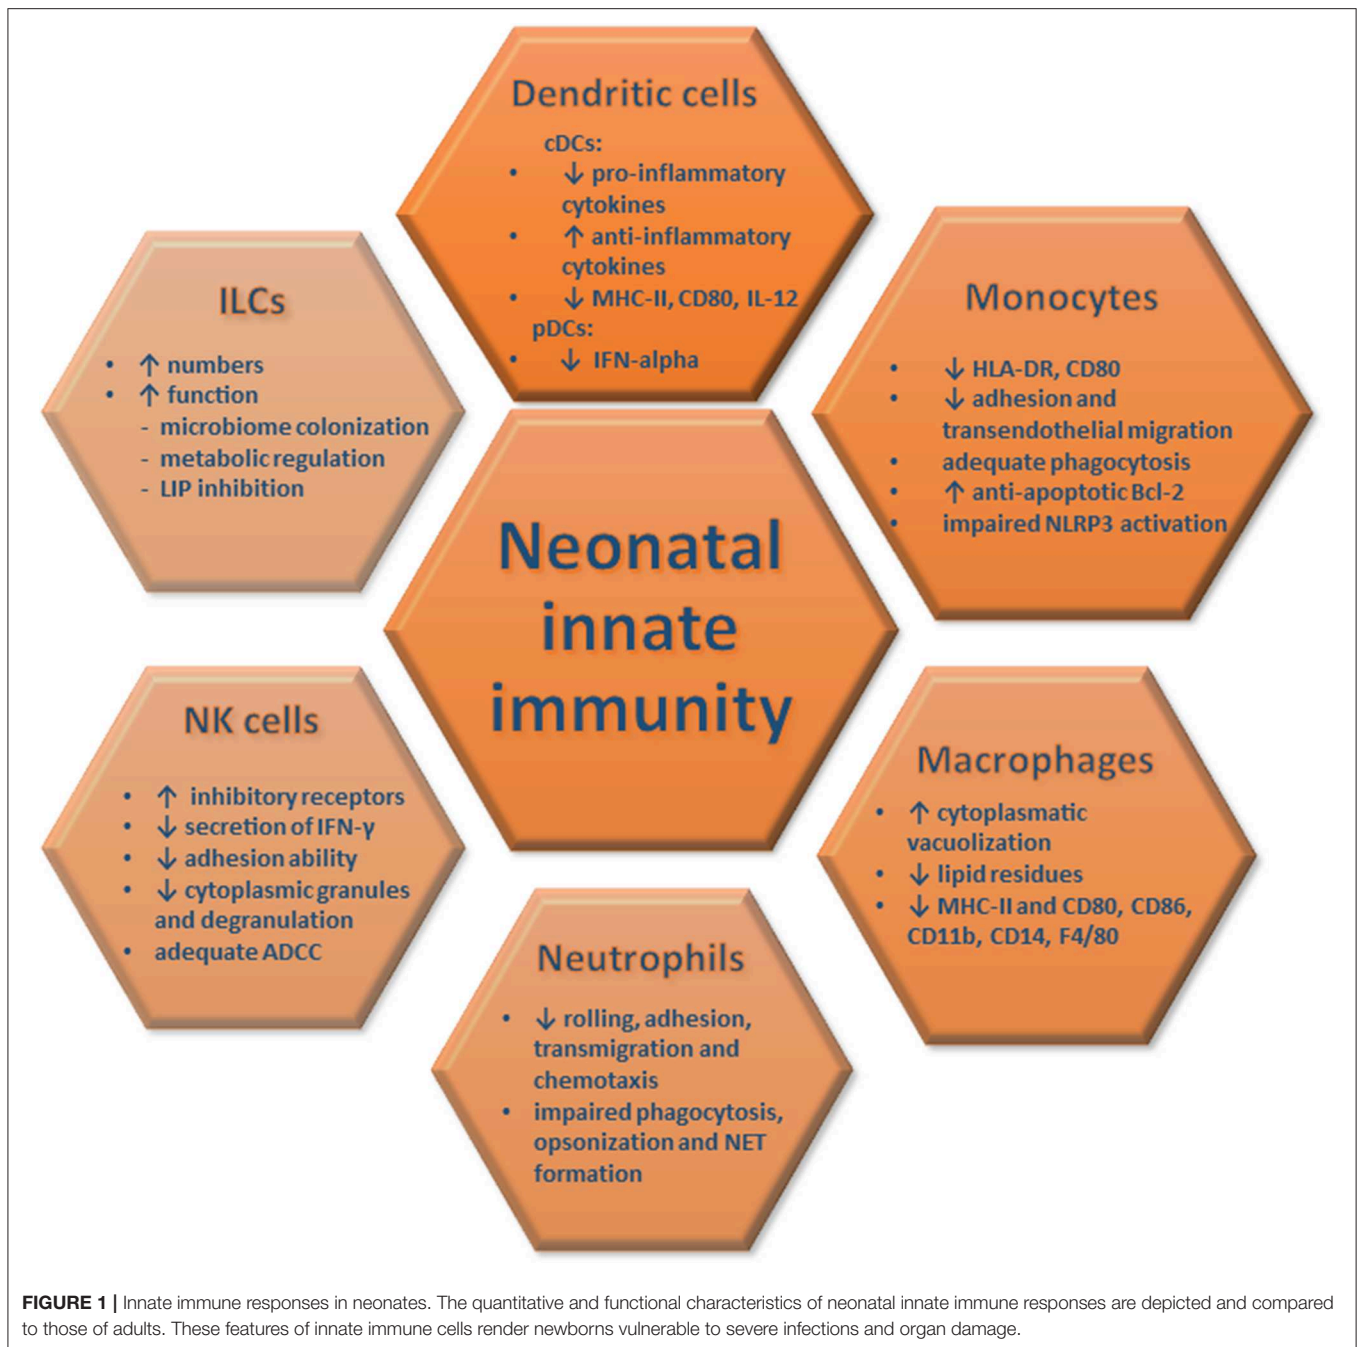 Dendritic cells
cDCs:
• ↓ pro-inflammatory
cytokines
• ↑ anti-inflammatory
cytokines
• ↓ MHC-II, CD80, IL-12
pDCs:
• ↓ IFN-alpha
ILCs
• ↑ numbers
• ↑ function
- microbiome colonization
- metabolic regulation
- LIP inhibition
Monocytes
• ↓ HLA-DR, CD80
• ↓ adhesion and
transendothelial migration
• adequate phagocytosis
• ↑ anti-apoptotic Bcl-2
• impaired NLRP3 activation
Neonatal
innate
immunity
NK cells
• ↑ inhibitory receptors
• ↓ secretion of IFN-γ
• ↓ adhesion ability
• ↓ cytoplasmic granules
and degranulation
• adequate ADCC
Macrophages
• ↑ cytoplasmatic
vacuolization
• ↓ lipid residues
• ↓ MHC-II and CD80, CD86,
CD11b, CD14, F4/80
Neutrophils
• ↓ rolling, adhesion,
transmigration and
chemotaxis
• impaired phagocytosis,
opsonization and NET
formation
FIGURE 1 | Innate immune responses in neonates. The quantitative and functional characteristics of neonatal innate immune responses are depicted and compared
to those of adults. These features of innate immune cells render newborns vulnerable to severe infections and organ damage.